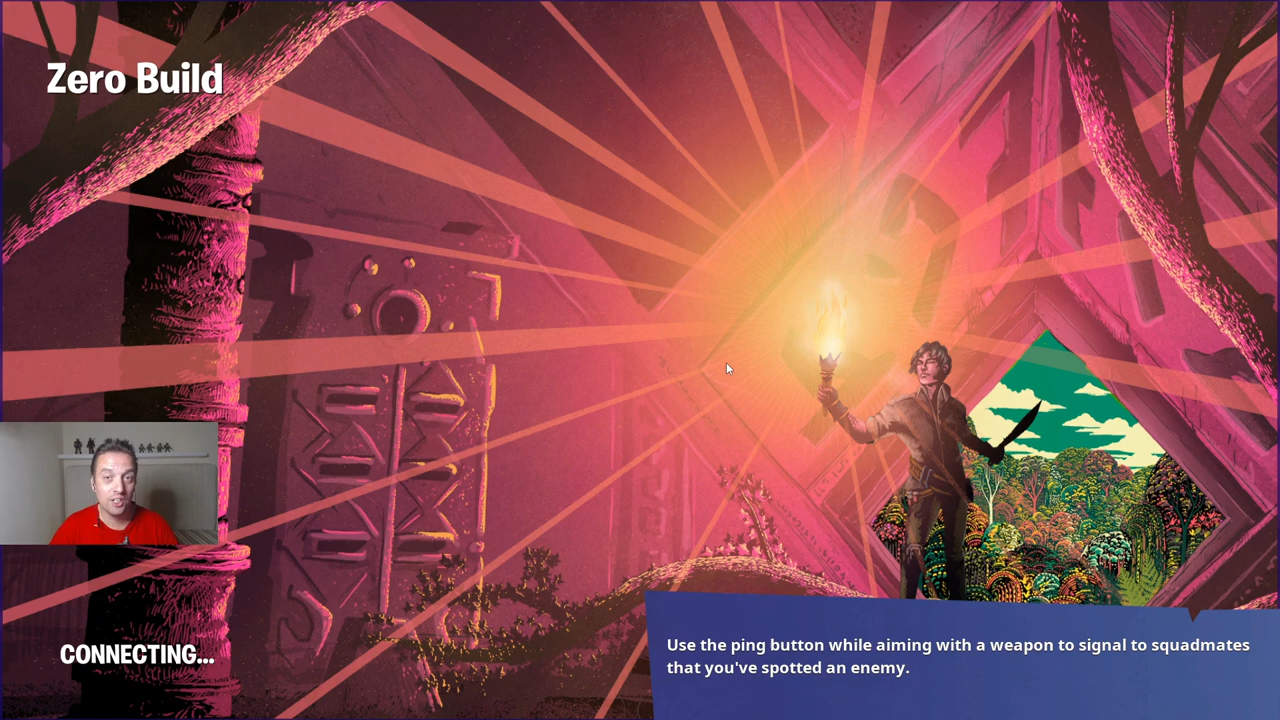 Zero Build
CONNECTING...
Use the ping button while aiming with a weapon to signal to squadmates
that you've spotted an enemy.